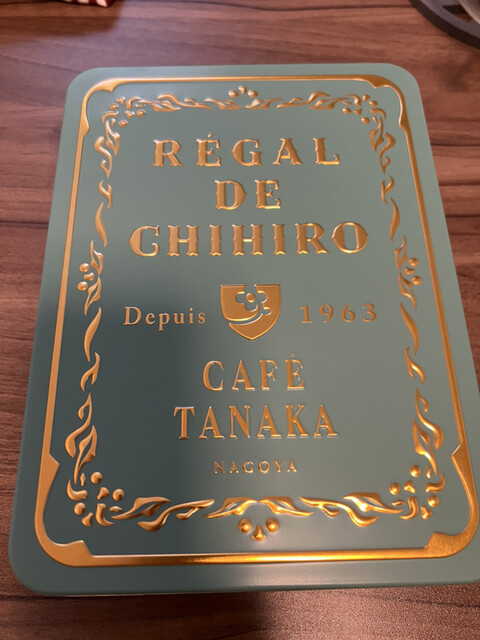 RÉGAL
DE
CHIHIRO
Depuis 1963
CAFÉ
TANAKA
NAGOYA